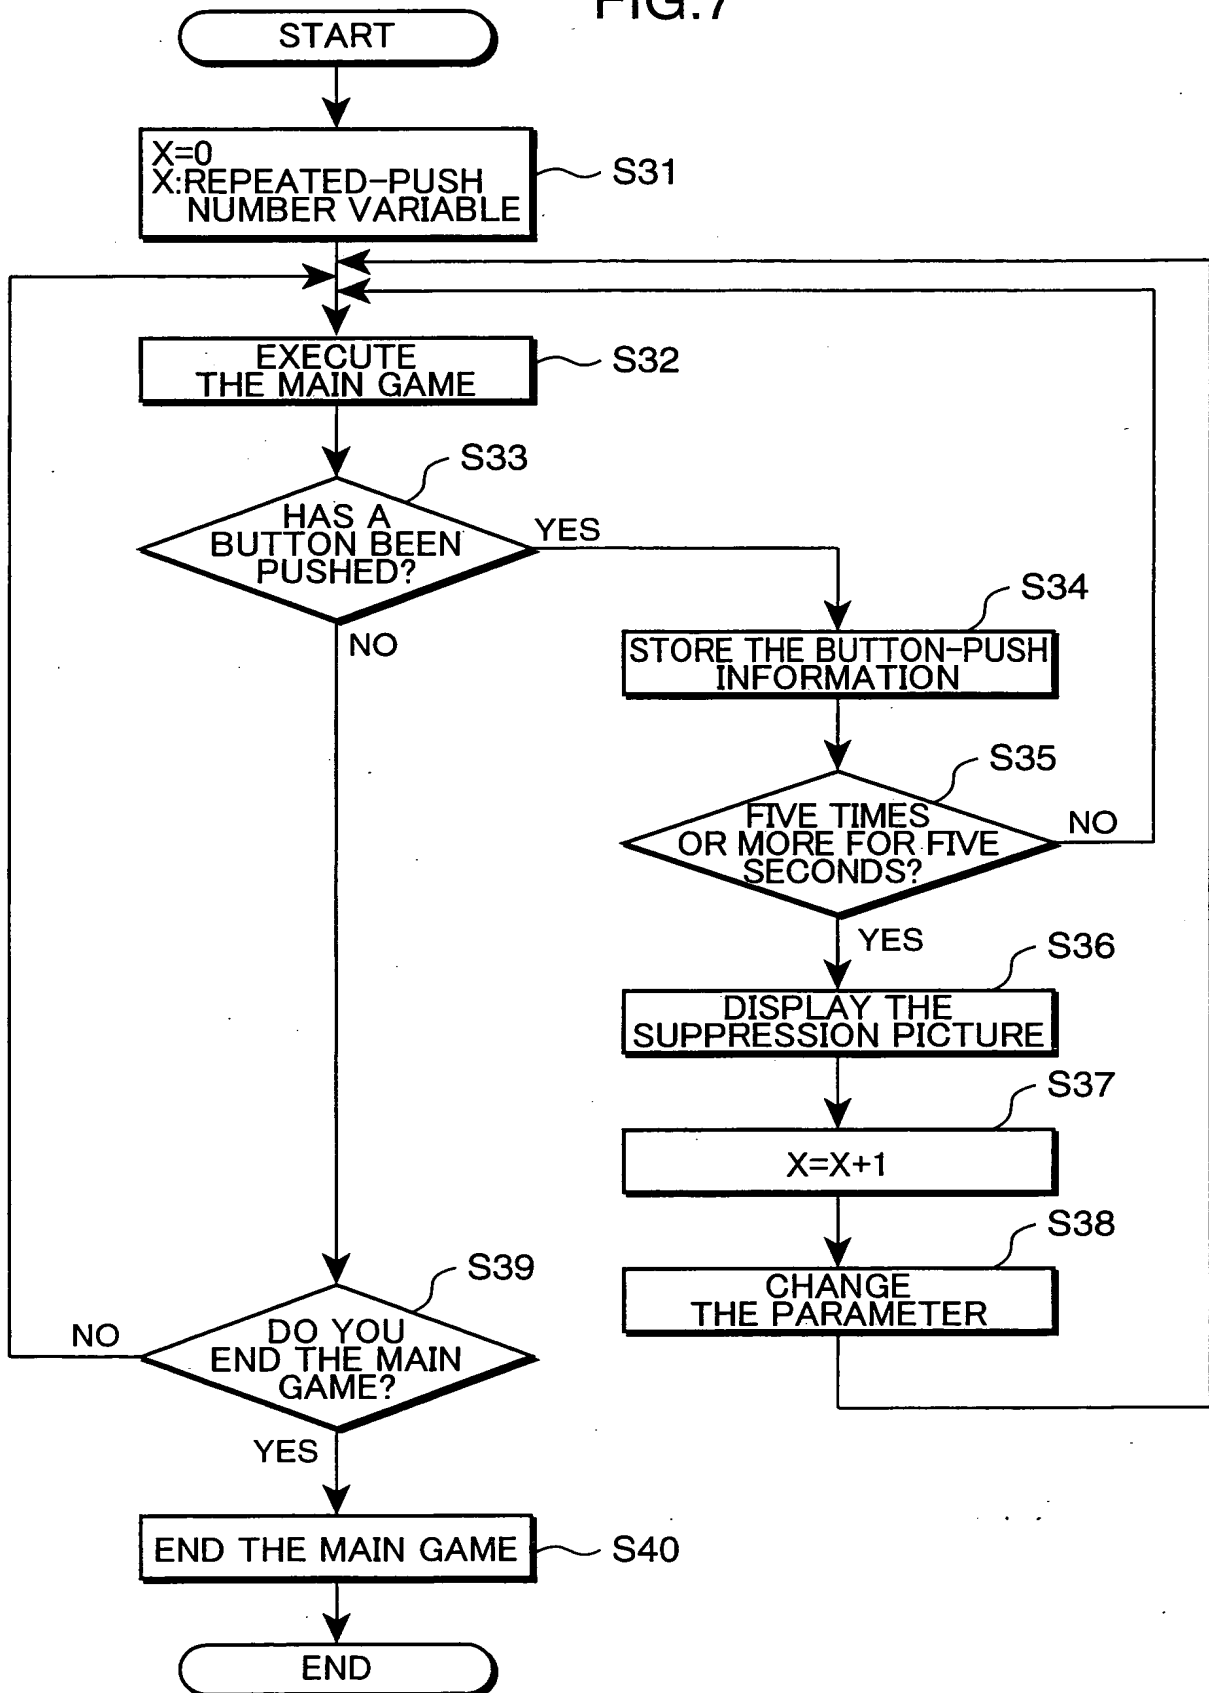 FIG.7
START
X=0
X:REPEATED-PUSH
NUMBER VARIABLE
S31
EXECUTE
THE MAIN GAME
S32
S33
HAS A
BUTTON BEEN
PUSHED?
YES
NO
S34
STORE THE BUTTON-PUSH
INFORMATION
S35
FIVE TIMES
OR MORE FOR FIVE
SECONDS?
NO
YES
S36
DISPLAY THE
SUPPRESSION PICTURE
S37
X=X+1
S38
CHANGE
THE PARAMETER
S39
DO YOU
END THE MAIN
GAME?
NO
YES
END THE MAIN GAME
S40
END